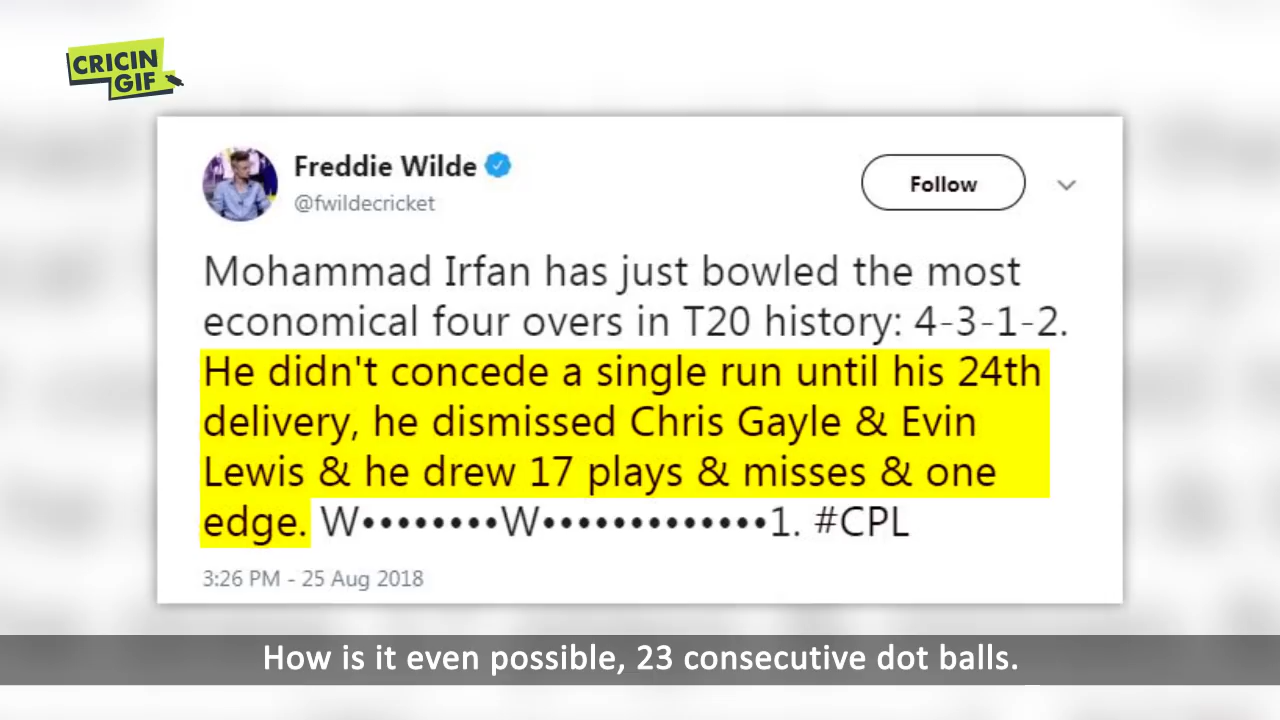 CRICIN
GIF
Freddie Wilde
@fwildecricket
Follow
Mohammad Irfan has just bowled the most
economical four overs in T20 history: 4-3-1-2.
He didn't concede a single run until his 24th
delivery, he dismissed Chris Gayle & Evin
Lewis & he drew 17 plays & misses & one
edge. W••••••••W•••••••••••••1. #CPL
3:26 PM - 25 Aug 2018
How is it even possible, 23 consecutive dot balls.